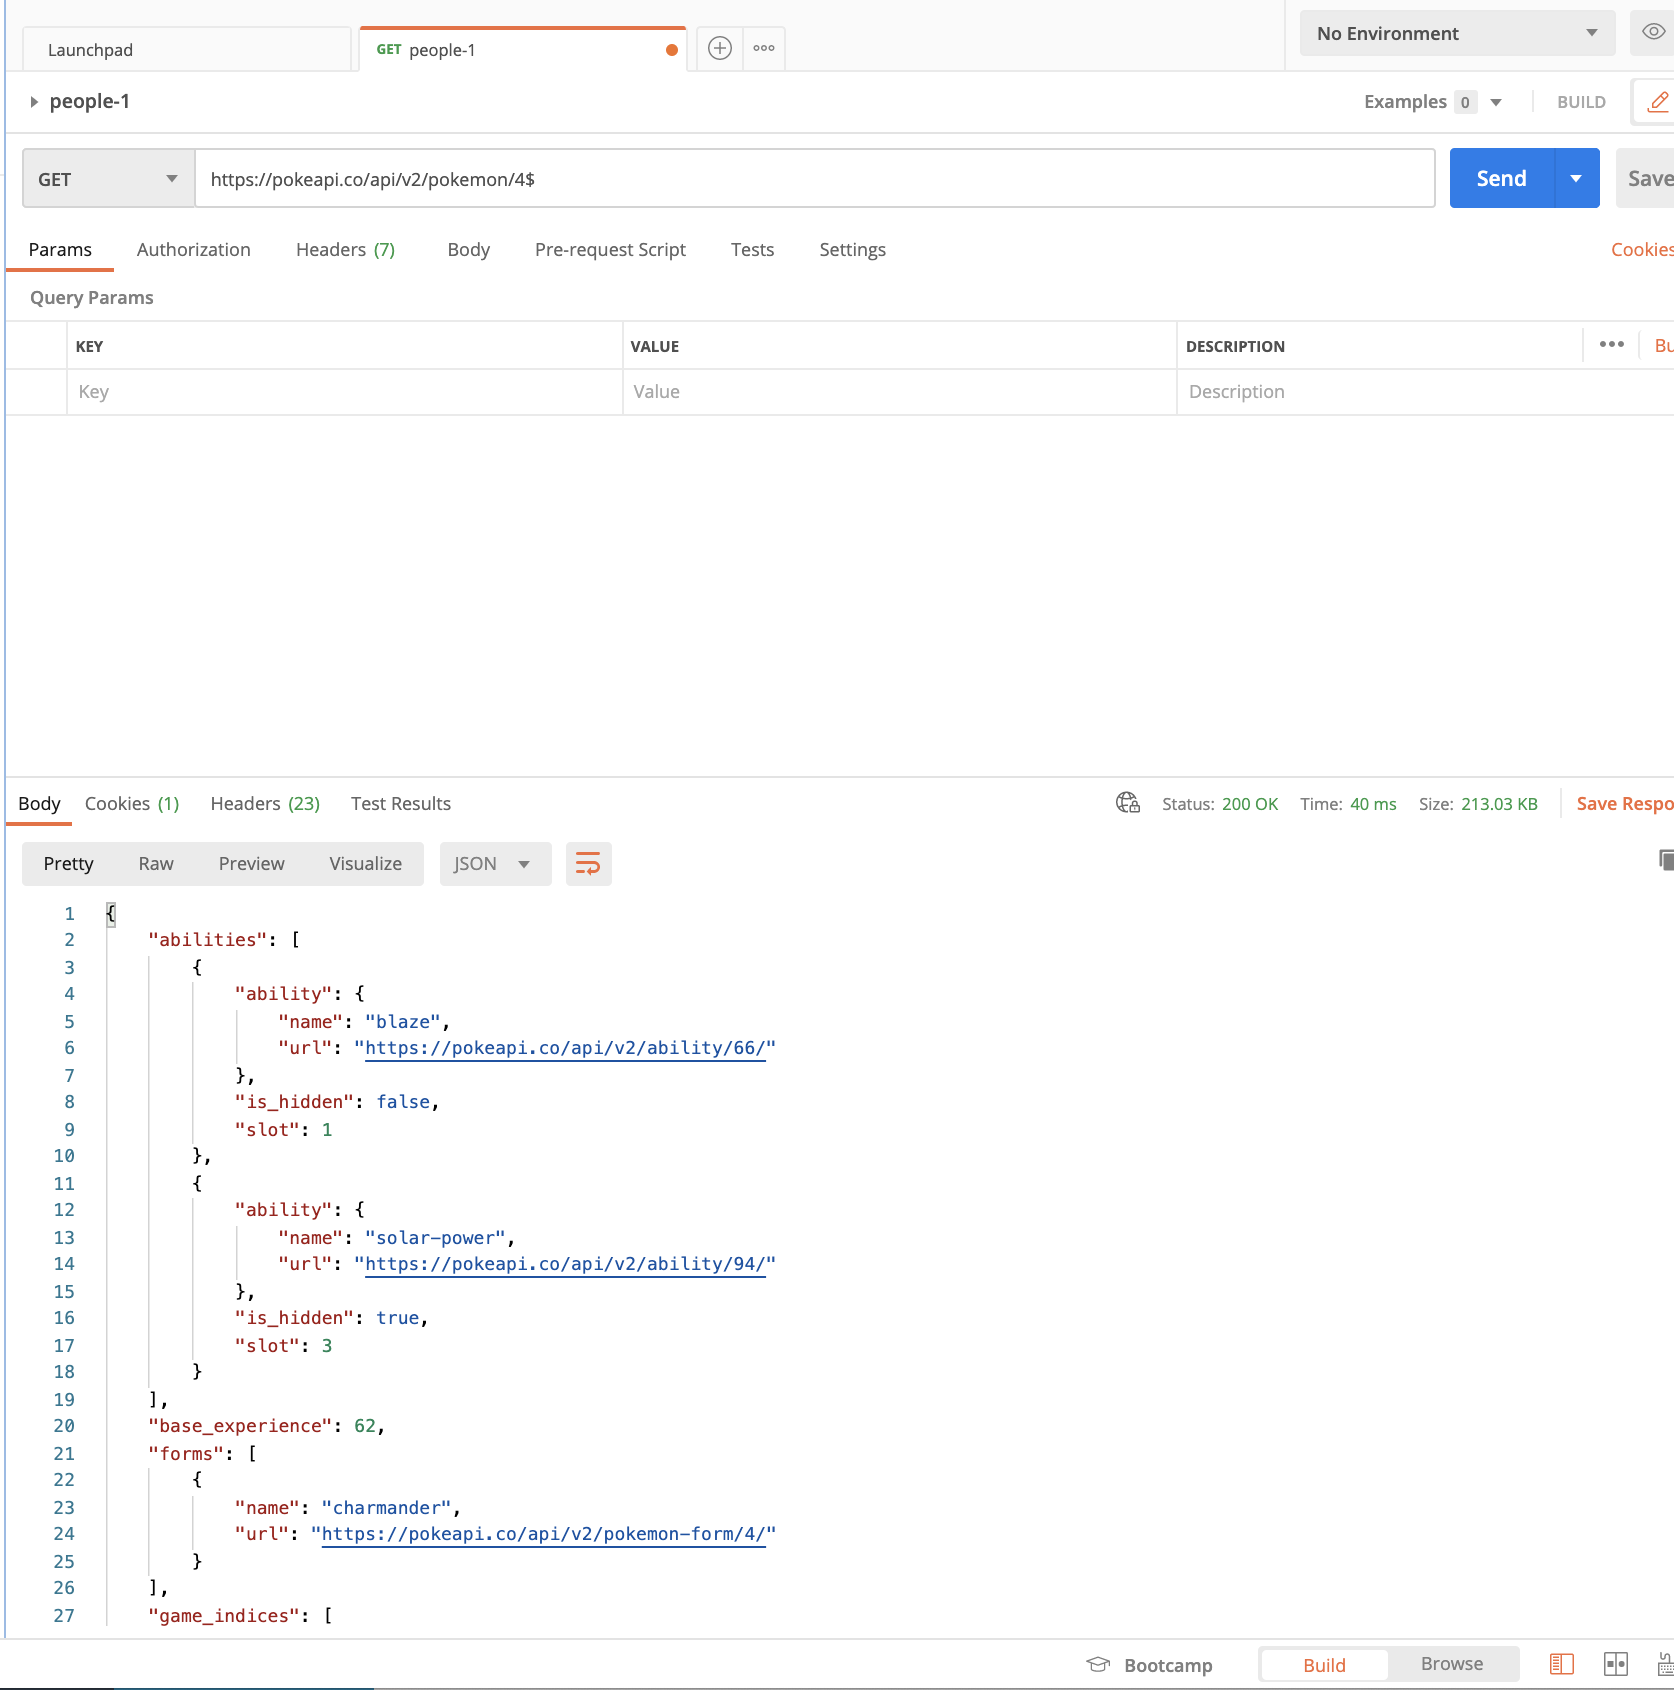 Launchpad
GET people-1
No Environment
people-1
Examples 0
BUILD
GET
https://pokeapi.co/api/v2/pokemon/4$
Send
Save
Params Authorization Headers (7) Body Pre-request Script Tests Settings Cookies
Query Params
KEY VALUE DESCRIPTION ••• Bu
Key Value Description
Body Cookies (1) Headers (23) Test Results Status: 200 OK Time: 40 ms Size: 213.03 KB Save Respo
Pretty Raw Preview Visualize JSON
1 {
2 "abilities": [
3 {
4 "ability": {
5 "name": "blaze",
6 "url": "https://pokeapi.co/api/v2/ability/66/"
7 },
8 "is_hidden": false,
9 "slot": 1
10 },
11 {
12 "ability": {
13 "name": "solar-power",
14 "url": "https://pokeapi.co/api/v2/ability/94/"
15 },
16 "is_hidden": true,
17 "slot": 3
18 }
19 ],
20 "base_experience": 62,
21 "forms": [
22 {
23 "name": "charmander",
24 "url": "https://pokeapi.co/api/v2/pokemon-form/4/"
25 }
26 ],
27 "game_indices": [
Bootcamp Build Browse